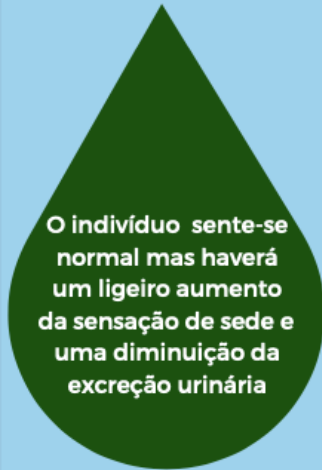 O indivíduo sente-se
normal mas haverá
um ligeiro aumento
da sensação de sede e
uma diminuição da
excreção urinária